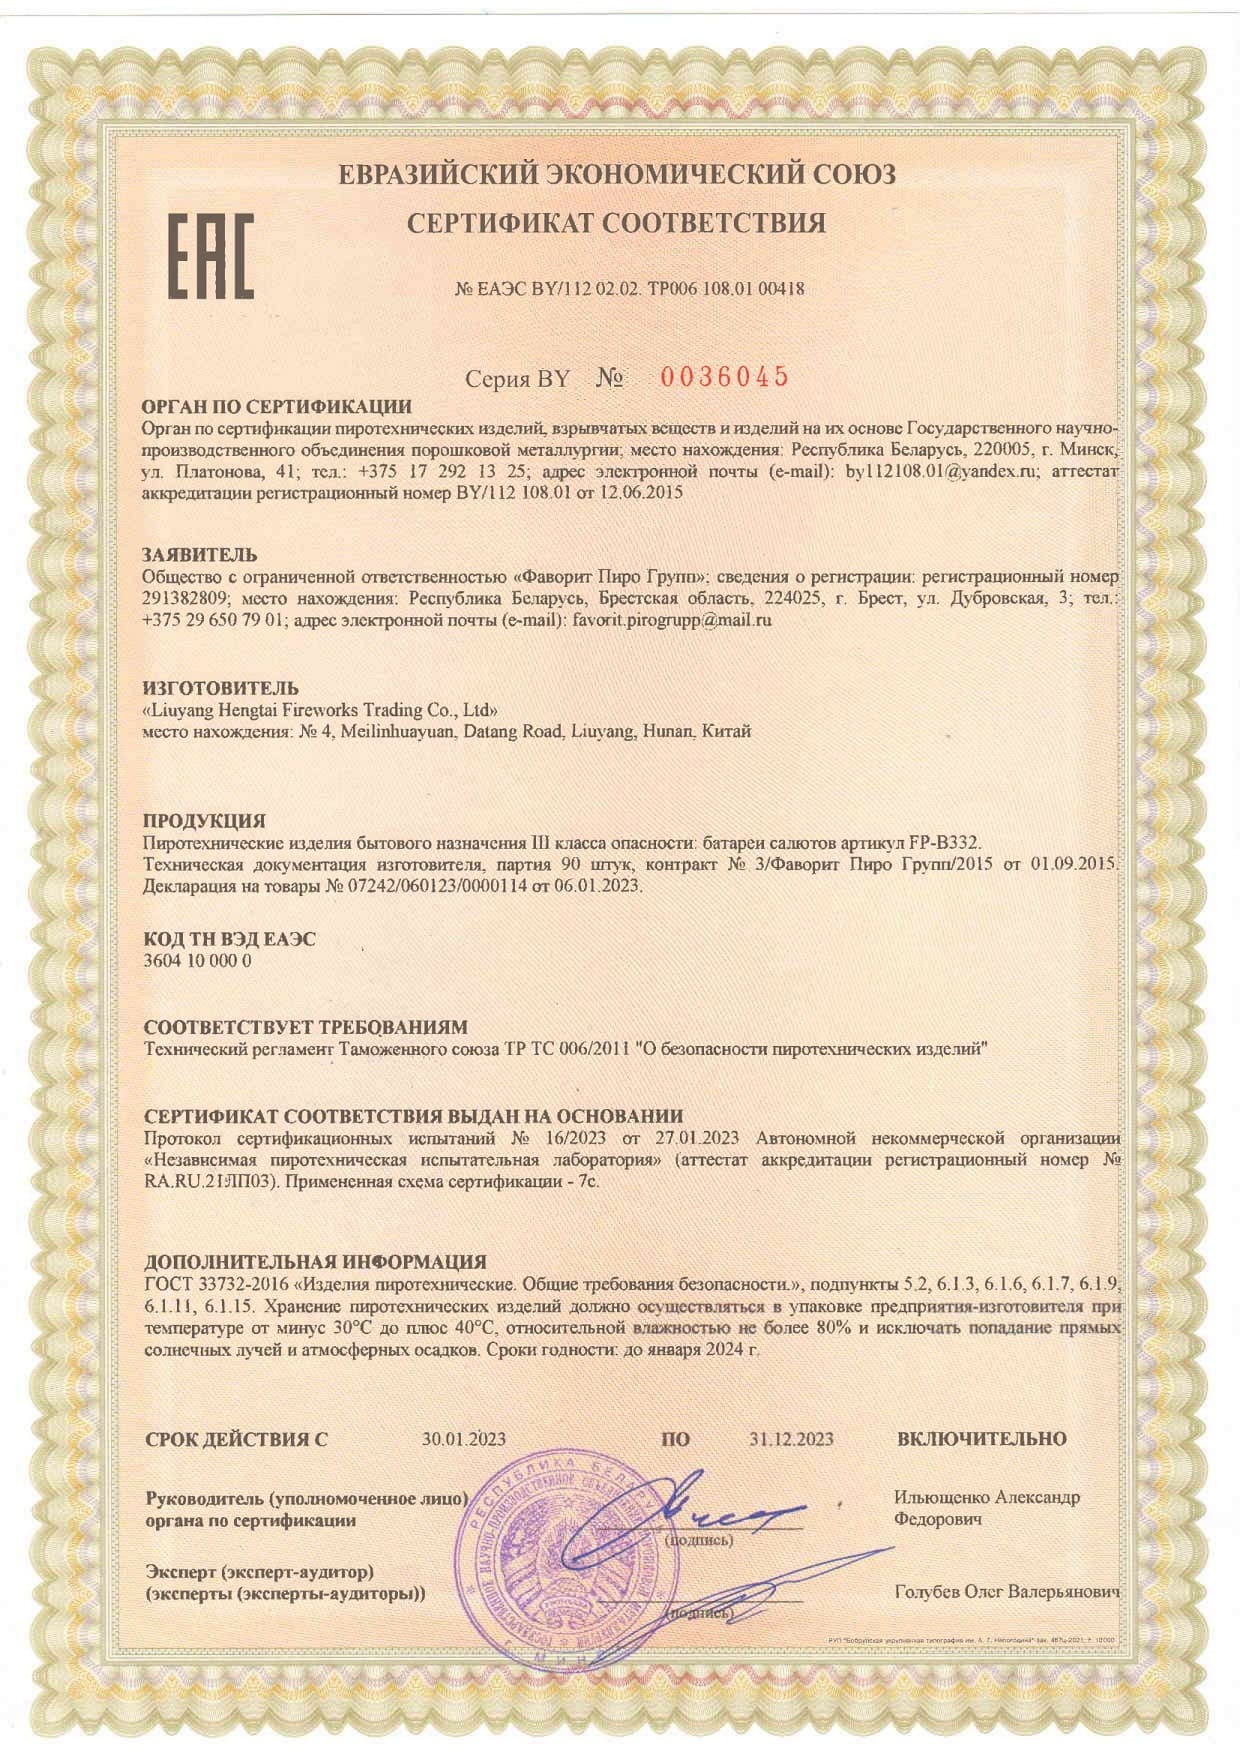 ЕВРАЗИЙСКИЙ ЭКОНОМИЧЕСКИЙ СОЮЗ
EAC
СЕРТИФИКАТ СООТВЕТСТВИЯ
№ ЕАЭС BY/112 02.02. ТР006 108.01 00418
Серия BY № 0036045
ОРГАН ПО СЕРТИФИКАЦИИ
Орган по сертификации пиротехнических изделий, взрывчатых веществ и изделий на их основе Государственного научно-
производственного объединения порошковой металлургии; место нахождения: Республика Беларусь, 220005, г. Минск,
ул. Платонова, 41; тел.: +375 17 292 13 25; адрес электронной почты (e-mail): by112108.01@yandex.ru; аттестат
аккредитации регистрационный номер BY/112 108.01 от 12.06.2015
ЗАЯВИТЕЛЬ
Общество с ограниченной ответственностью «Фаворит Пиро Групп»; сведения о регистрации: регистрационный номер
291382809; место нахождения: Республика Беларусь, Брестская область, 224025, г. Брест, ул. Дубровская, 3; тел.:
+375 29 650 79 01; адрес электронной почты (e-mail): favorit.pirogrupp@mail.ru
ИЗГОТОВИТЕЛЬ
«Liuyang Hengtai Fireworks Trading Co., Ltd»
место нахождения: № 4, Meilinhuayuan, Datang Road, Liuyang, Hunan, Китай
ПРОДУКЦИЯ
Пиротехнические изделия бытового назначения III класса опасности: батареи салютов артикул FP-B332.
Техническая документация изготовителя, партия 90 штук, контракт № 3/Фаворит Пиро Групп/2015 от 01.09.2015.
Декларация на товары № 07242/060123/0000114 от 06.01.2023.
КОД ТН ВЭД ЕАЭС
3604 10 000 0
СООТВЕТСТВУЕТ ТРЕБОВАНИЯМ
Технический регламент Таможенного союза ТР ТС 006/2011 "О безопасности пиротехнических изделий"
СЕРТИФИКАТ СООТВЕТСТВИЯ ВЫДАН НА ОСНОВАНИИ
Протокол сертификационных испытаний № 16/2023 от 27.01.2023 Автономной некоммерческой организации
«Независимая пиротехническая испытательная лаборатория» (аттестат аккредитации регистрационный номер №
RA.RU.21ЛП03). Примененная схема сертификации - 7с.
ДОПОЛНИТЕЛЬНАЯ ИНФОРМАЦИЯ
ГОСТ 33732-2016 «Изделия пиротехнические. Общие требования безопасности.», подпункты 5.2, 6.1.3, 6.1.6, 6.1.7, 6.1.9,
6.1.11, 6.1.15. Хранение пиротехнических изделий должно осуществляться в упаковке предприятия-изготовителя при
температуре от минус 30°С до плюс 40°С, относительной влажностью не более 80% и исключать попадание прямых
солнечных лучей и атмосферных осадков. Сроки годности: до января 2024 г.
СРОК ДЕЙСТВИЯ С 30.01.2023 ПО 31.12.2023 ВКЛЮЧИТЕЛЬНО
Руководитель (уполномоченное лицо) Ильющенко Александр
органа по сертификации Федорович
(подпись)
Эксперт (эксперт-аудитор)
(эксперты (эксперты-аудиторы)) Голубев Олег Валерьянович
(подпись)
РЕСПУБЛИКА БЕЛАРУСЬ
РУП "Бобруйская укрупненная типография им. А. Т. Непогодина"